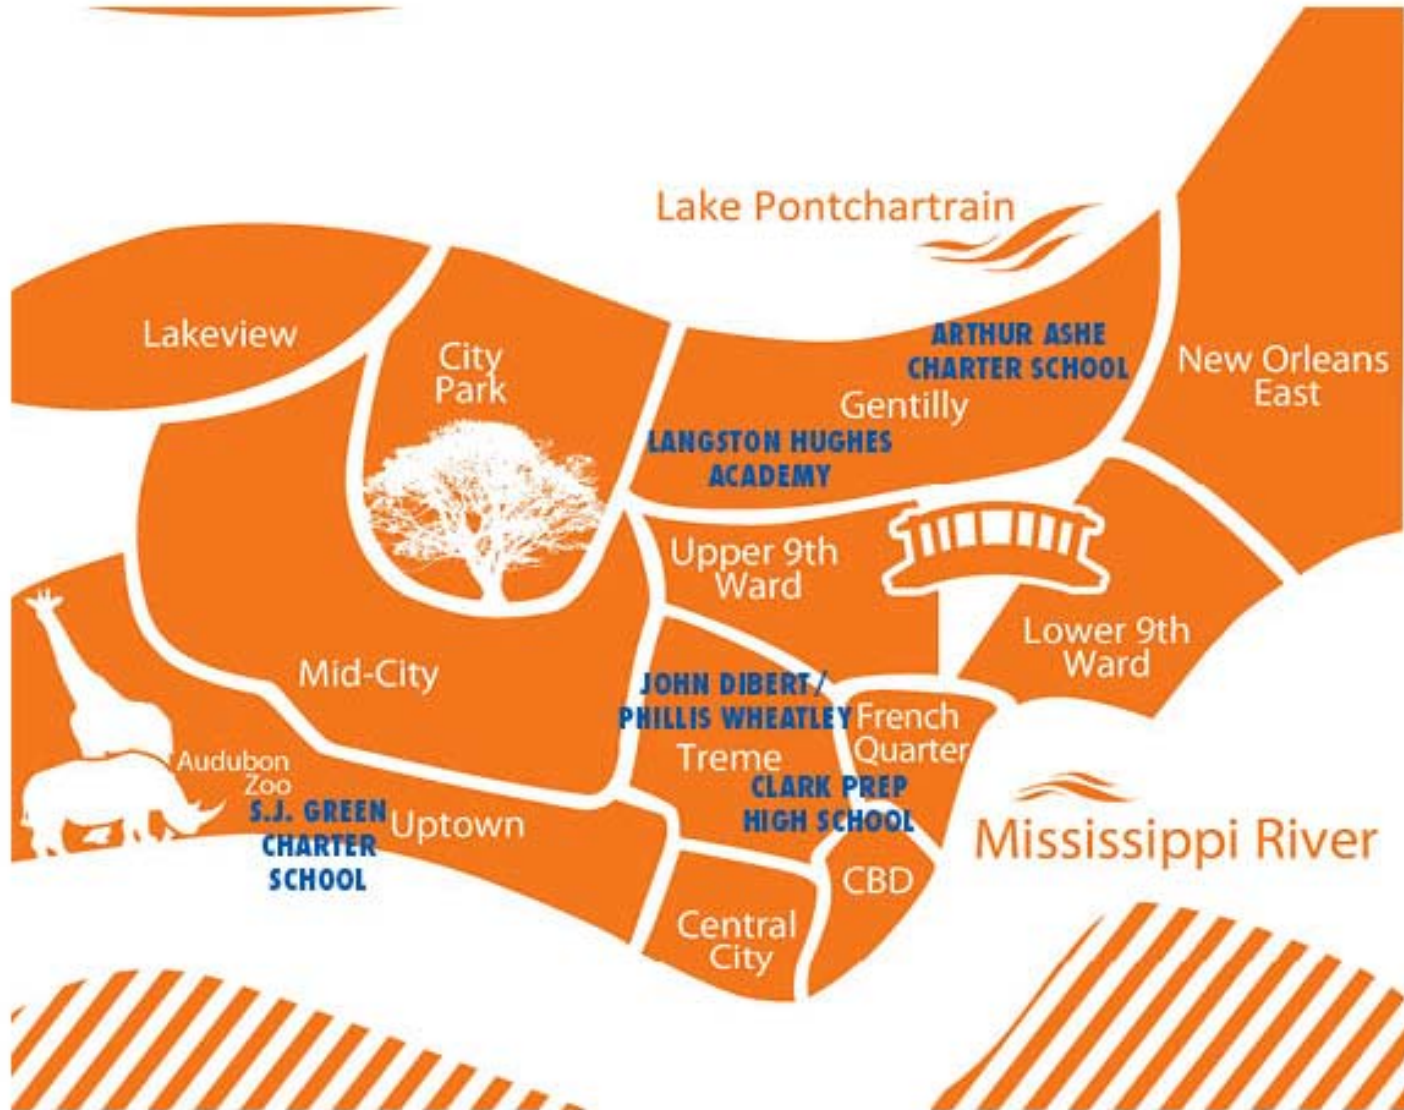 Lake Pontchartrain
Lakeview
City
Park
ARTHUR ASHE
CHARTER SCHOOL
Gentilly
New Orleans
East
LANGSTON HUGHES
ACADEMY
Upper 9th
Ward
Lower 9th
Ward
Mid-City
JOHN DIBERT/
PHILLIS WHEATLEY
Treme
French
Quarter
Audubon
Zoo
S.J. GREEN
CHARTER
SCHOOL
Uptown
CLARK PREP
HIGH SCHOOL
Mississippi River
CBD
Central
City